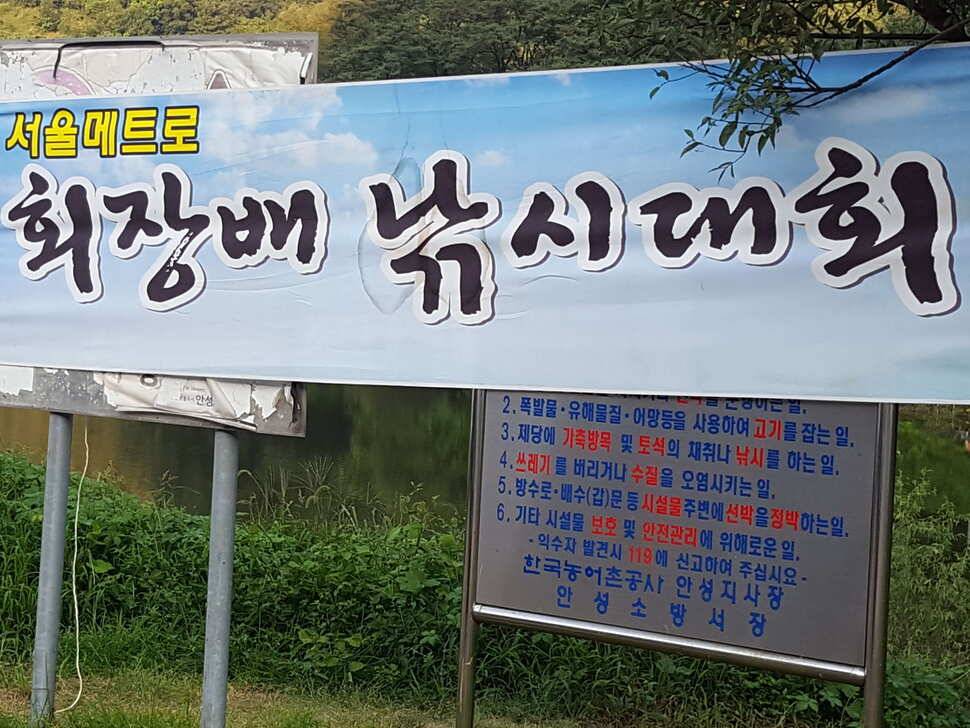 서울메트로
회장배 낚시대회
안성
2. 폭발물·유해물질·어망등을 사용하여 고기를 잡는 일.
3. 제당에 가축방목 및 토석의 채취나 낚시를 하는 일.
4. 쓰레기를 버리거나 수질을 오염시키는 일.
5. 방수로·배수(갑)문 등 시설물주변에 선박을 정박하는일.
6. 기타 시설물 보호 및 안전관리에 위해로운 일.
- 익수자 발견시 119에 신고하여 주십시요 -
한국농어촌공사 안성지사장
안성소방서장